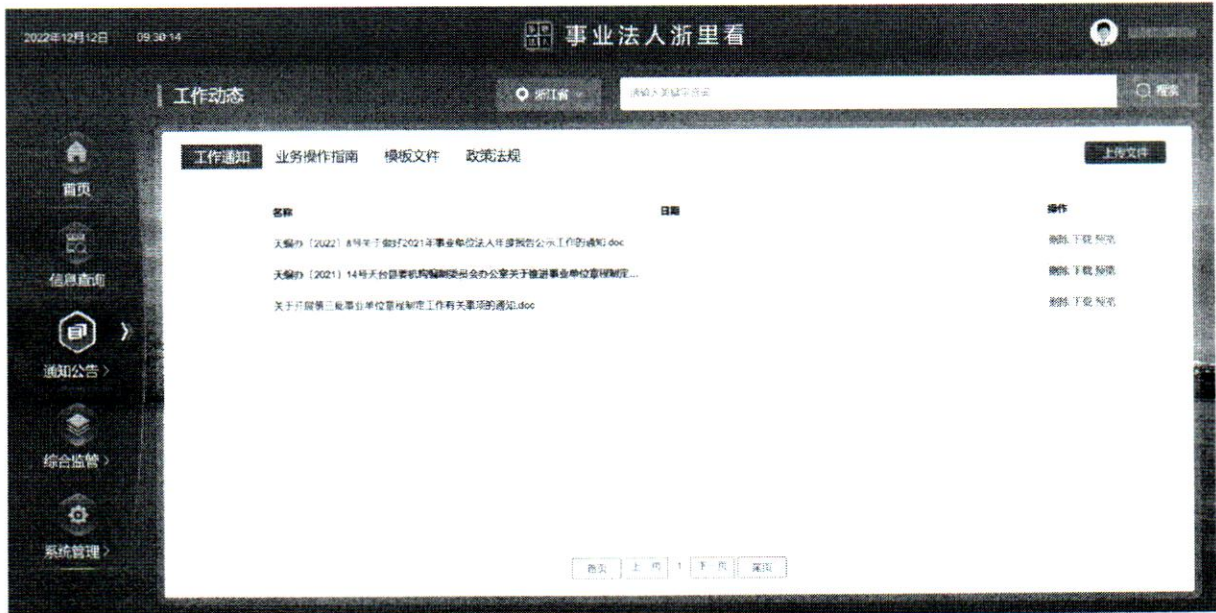 2022年12月12日 09:30:14
事业法人浙里看
工作动态
浙江省
请输入关键字查询
搜索
首页
信息查询
通知公告
综合监管
系统管理
工作通知 业务操作指南 模板文件 政策法规
上传文件
名称 日期 操作
天编办〔2022〕8号关于做好2021年事业单位法人年度报告公示工作的通知.doc 删除 下载 预览
天编办〔2021〕14号天台县委机构编制委员会办公室关于推进事业单位章程制定... 删除 下载 预览
关于开展第三批事业单位章程制定工作有关事项的通知.doc 删除 下载 预览
首页 上一页 1 下一页 尾页